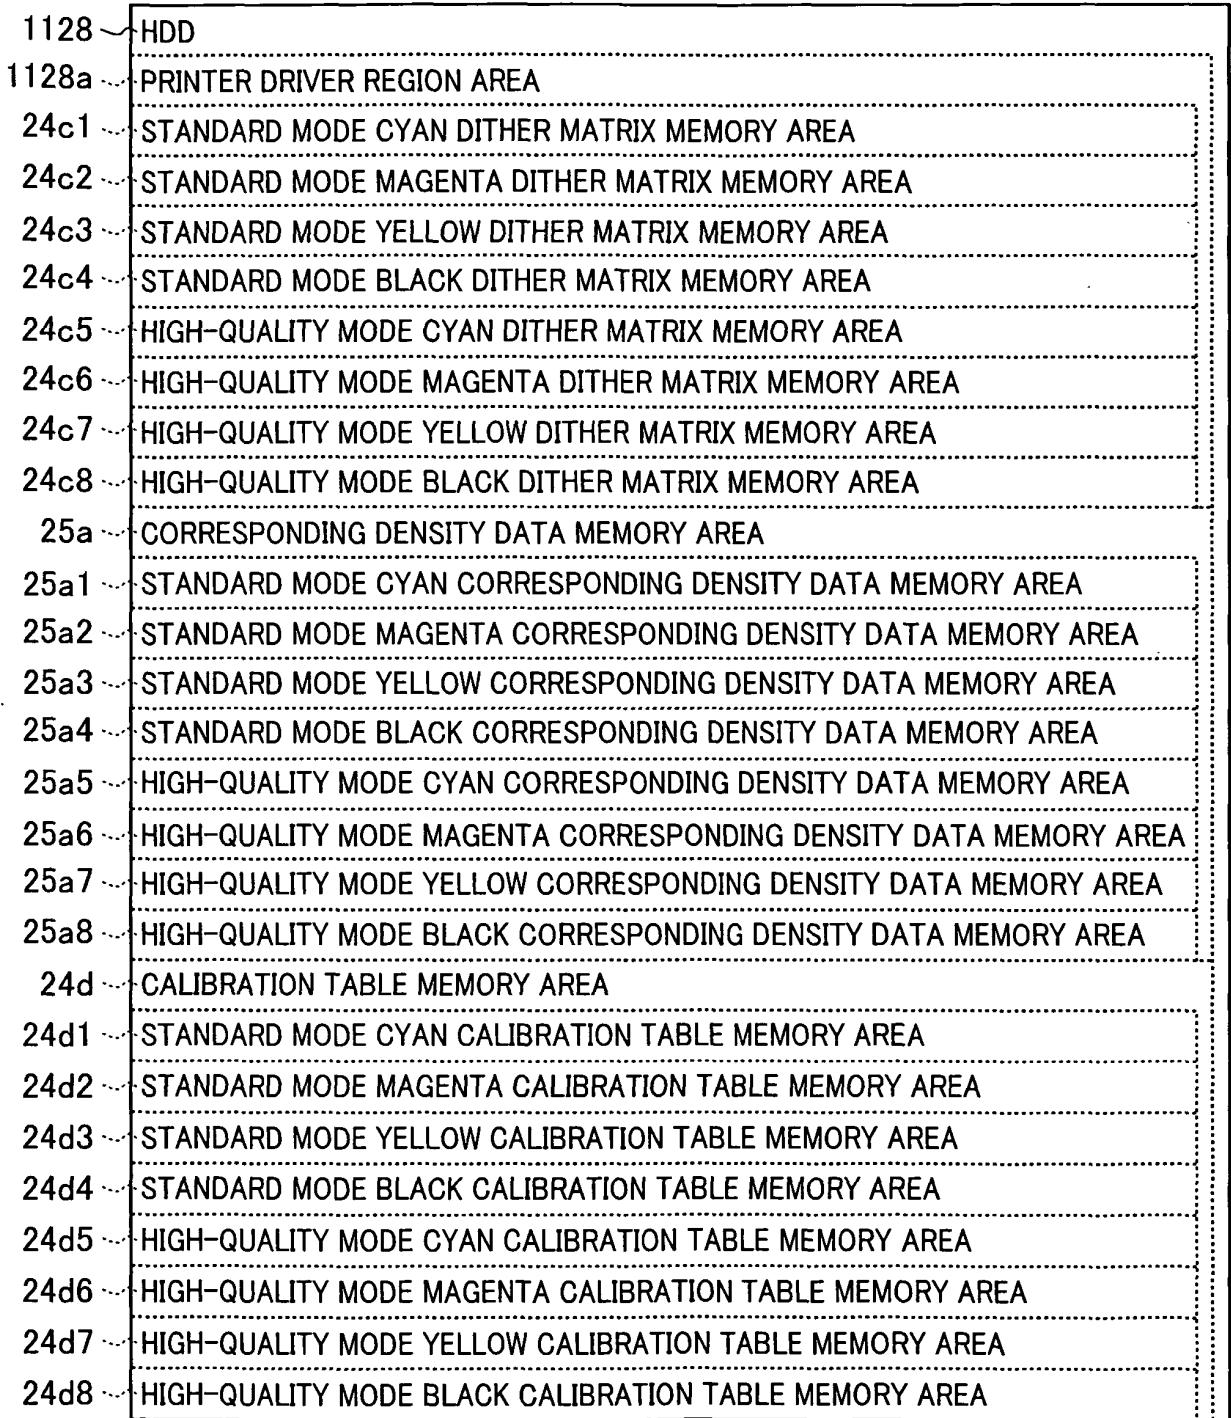 1128 HDD
1128a PRINTER DRIVER REGION AREA
24c1 STANDARD MODE CYAN DITHER MATRIX MEMORY AREA
24c2 STANDARD MODE MAGENTA DITHER MATRIX MEMORY AREA
24c3 STANDARD MODE YELLOW DITHER MATRIX MEMORY AREA
24c4 STANDARD MODE BLACK DITHER MATRIX MEMORY AREA
24c5 HIGH-QUALITY MODE CYAN DITHER MATRIX MEMORY AREA
24c6 HIGH-QUALITY MODE MAGENTA DITHER MATRIX MEMORY AREA
24c7 HIGH-QUALITY MODE YELLOW DITHER MATRIX MEMORY AREA
24c8 HIGH-QUALITY MODE BLACK DITHER MATRIX MEMORY AREA
25a CORRESPONDING DENSITY DATA MEMORY AREA
25a1 STANDARD MODE CYAN CORRESPONDING DENSITY DATA MEMORY AREA
25a2 STANDARD MODE MAGENTA CORRESPONDING DENSITY DATA MEMORY AREA
25a3 STANDARD MODE YELLOW CORRESPONDING DENSITY DATA MEMORY AREA
25a4 STANDARD MODE BLACK CORRESPONDING DENSITY DATA MEMORY AREA
25a5 HIGH-QUALITY MODE CYAN CORRESPONDING DENSITY DATA MEMORY AREA
25a6 HIGH-QUALITY MODE MAGENTA CORRESPONDING DENSITY DATA MEMORY AREA
25a7 HIGH-QUALITY MODE YELLOW CORRESPONDING DENSITY DATA MEMORY AREA
25a8 HIGH-QUALITY MODE BLACK CORRESPONDING DENSITY DATA MEMORY AREA
24d CALIBRATION TABLE MEMORY AREA
24d1 STANDARD MODE CYAN CALIBRATION TABLE MEMORY AREA
24d2 STANDARD MODE MAGENTA CALIBRATION TABLE MEMORY AREA
24d3 STANDARD MODE YELLOW CALIBRATION TABLE MEMORY AREA
24d4 STANDARD MODE BLACK CALIBRATION TABLE MEMORY AREA
24d5 HIGH-QUALITY MODE CYAN CALIBRATION TABLE MEMORY AREA
24d6 HIGH-QUALITY MODE MAGENTA CALIBRATION TABLE MEMORY AREA
24d7 HIGH-QUALITY MODE YELLOW CALIBRATION TABLE MEMORY AREA
24d8 HIGH-QUALITY MODE BLACK CALIBRATION TABLE MEMORY AREA